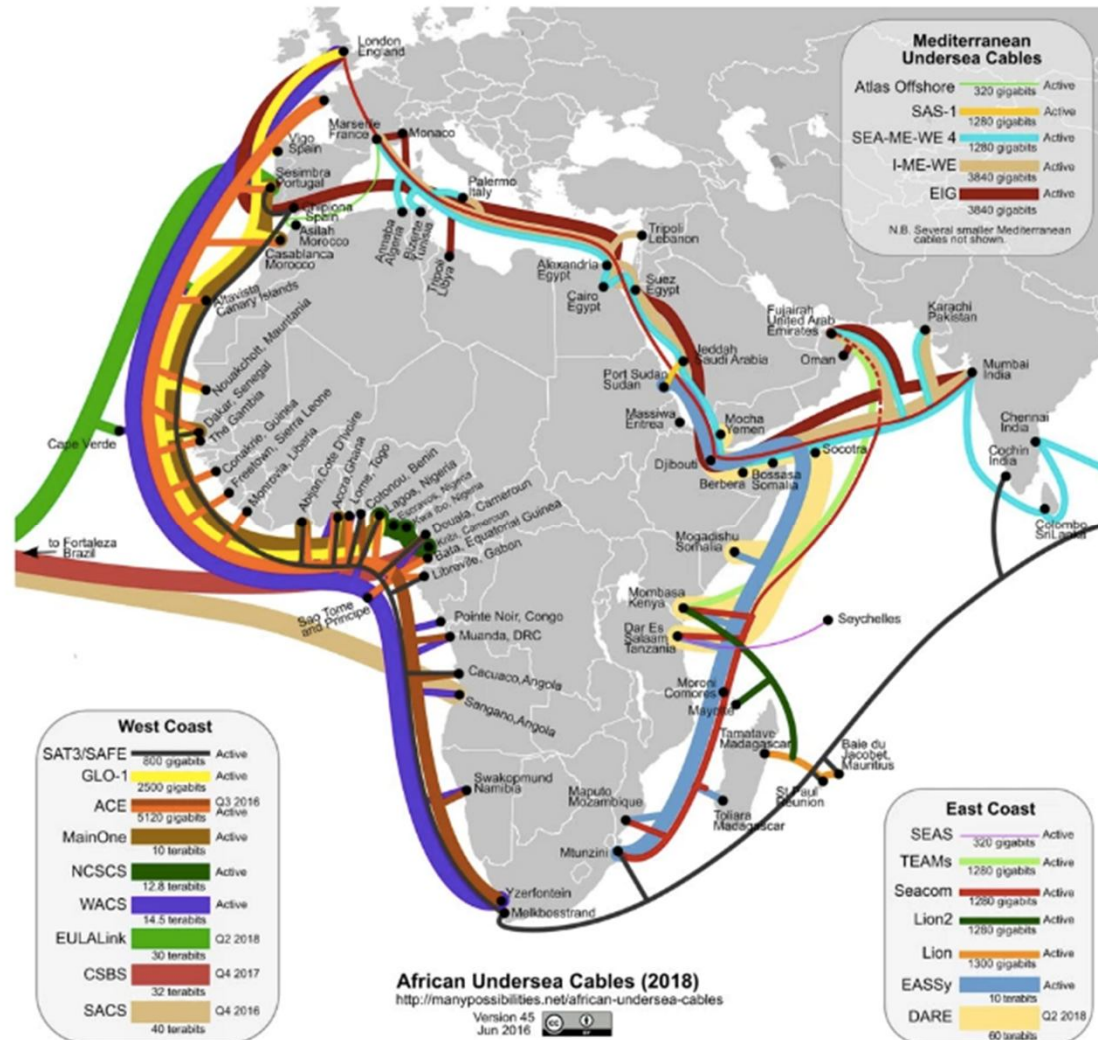 London
England
Marseille
France
Monaco
Vigo
Spain
Sesimbra
Portugal
Chipiona
Spain
Asilah
Morocco
Casablanca
Morocco
Palermo
Italy
Annaba
Algeria
Bizerte
Tunisia
Tripoli
Libya
Tripoli
Lebanon
Alexandria
Egypt
Cairo
Egypt
Suez
Egypt
Altavista
Canary Islands
Nouakchott, Mauritania
Dakar, Senegal
The Gambia
Conakrie, Guinea
Freetown, Sierra Leone
Monrovia, Liberia
Cape Verde
Abijan, Cote D'Ivoire
Accra, Ghana
Lome, Togo
Cotonou, Benin
Lagos, Nigeria
Escravos, Nigeria
Kwa Ibo, Nigeria
Douala, Cameroun
Kribi, Cameroun
Bata, Equatorial Guinea
Libreville, Gabon
to Fortaleza
Brazil
Sao Tome
and Principe
Pointe Noir, Congo
Muanda, DRC
Cacuaco,Angola
Sangano,Angola
Swakopmund
Namibia
Yzerfontein
Melkbosstrand
Jeddah
Saudi Arabia
Port Sudan
Sudan
Massiwa
Eritrea
Mocha
Yemen
Djibouti
Berbera
Bossasa
Somalia
Socotra
Fujairah
United Arab
Emirates
Oman
Karachi
Pakistan
Mumbai
India
Chennai
India
Cochin
India
Colombo
SriLanka
Mogadishu
Somalia
Mombasa
Kenya
Dar Es
Salaam
Tanzania
Seychelles
Moroni
Comores
Mayotte
Tamatave
Madagascar
Baie du
Jacobet,
Mauritius
St Paul
Reunion
Toliara
Madagascar
Maputo
Mozambique
Mtunzini
Mediterranean
Undersea Cables
Atlas Offshore Active
320 gigabits
SAS-1 Active
1280 gigabits
SEA-ME-WE 4 Active
1280 gigabits
I-ME-WE Active
3840 gigabits
EIG Active
3840 gigabits
N.B. Several smaller Mediterranean
cables not shown.
West Coast
SAT3/SAFE Active
800 gigabits
GLO-1 Active
2500 gigabits
ACE Q3 2016
Active
5120 gigabits
MainOne Active
10 terabits
NCSCS Active
12.8 terabits
WACS Active
14.5 terabits
EULALink Q2 2018
30 terabits
CSBS Q4 2017
32 terabits
SACS Q4 2016
40 terabits
East Coast
SEAS Active
320 gigabits
TEAMs Active
1280 gigabits
Seacom Active
1280 gigabits
Lion2 Active
1280 gigabits
Lion Active
1300 gigabits
EASSy Active
10 terabits
DARE Q2 2018
60 terabits
African Undersea Cables (2018)
http://manypossibilities.net/african-undersea-cables
Version 45
Jun 2016
cc
BY